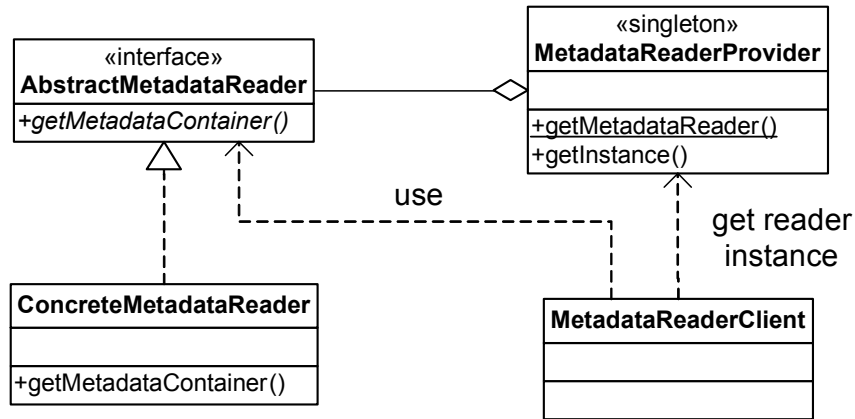 «interface»
AbstractMetadataReader
+getMetadataContainer()
«singleton»
MetadataReaderProvider
+getMetadataReader()
+getInstance()
use
get reader
instance
ConcreteMetadataReader
+getMetadataContainer()
MetadataReaderClient